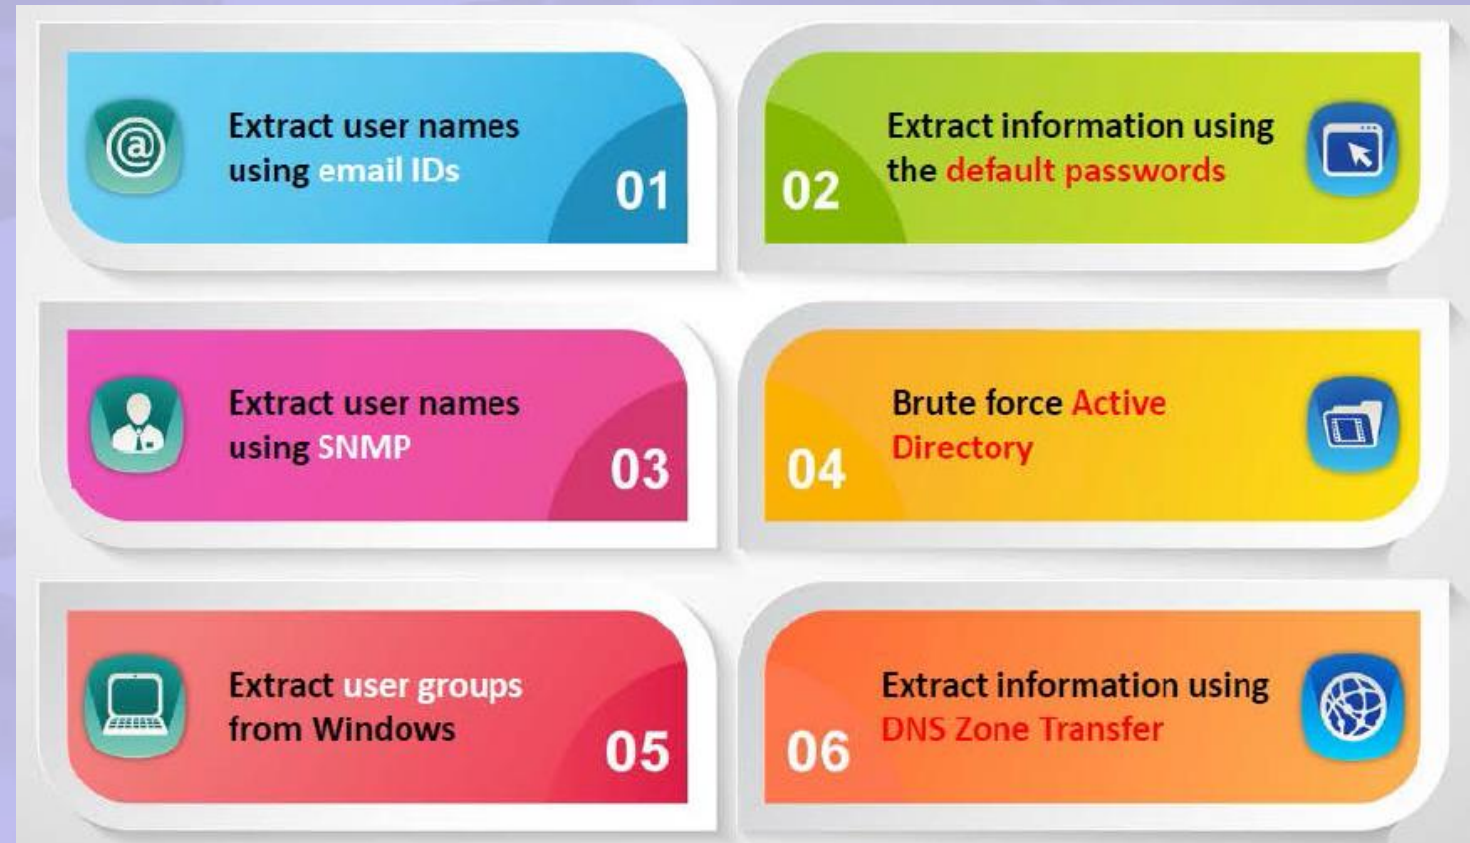 Extract user names
using email IDs
01
02
Extract information using
the default passwords
Extract user names
using SNMP
03
04
Brute force Active
Directory
Extract user groups
from Windows
05
06
Extract information using
DNS Zone Transfer